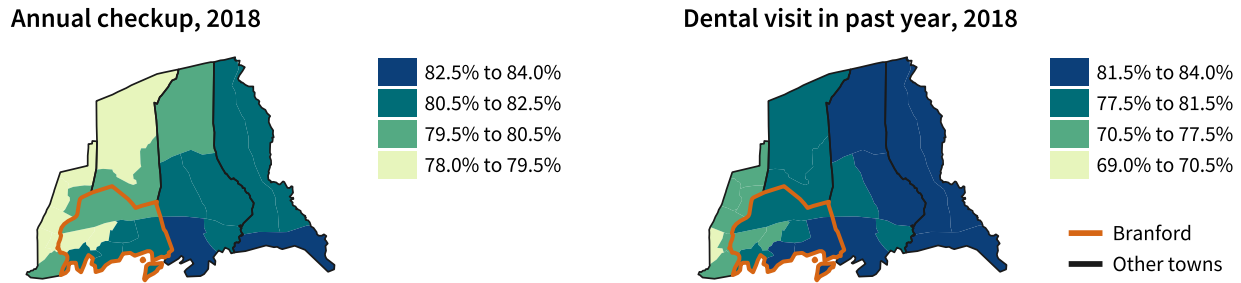 Annual checkup, 2018
82.5% to 84.0%
80.5% to 82.5%
79.5% to 80.5%
78.0% to 79.5%
Dental visit in past year, 2018
81.5% to 84.0%
77.5% to 81.5%
70.5% to 77.5%
69.0% to 70.5%
Branford
Other towns